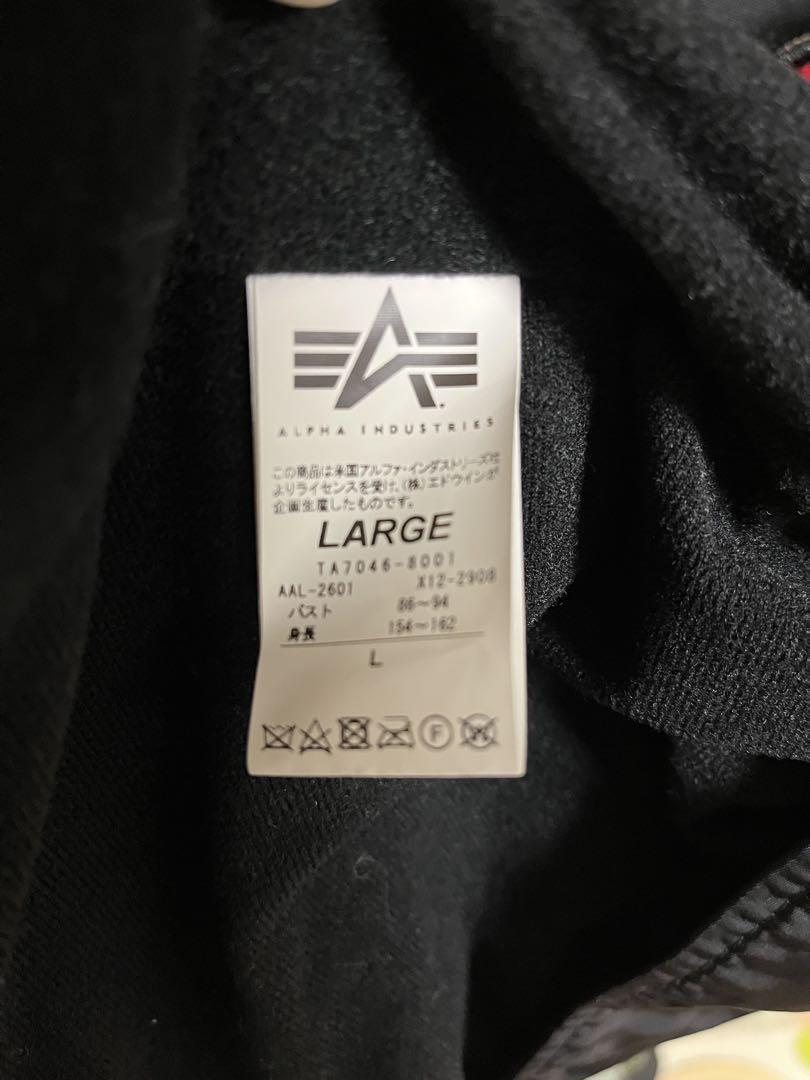 ALPHA INDUSTRIES
この商品は米国アルファ・インダストリーズ社
よりライセンスを受け、(株)エドウインが
企画生産したものです。
LARGE
TA7046-8001
AAL-2601 X12-2908
バスト 86～94
身長 154～162
L
F W